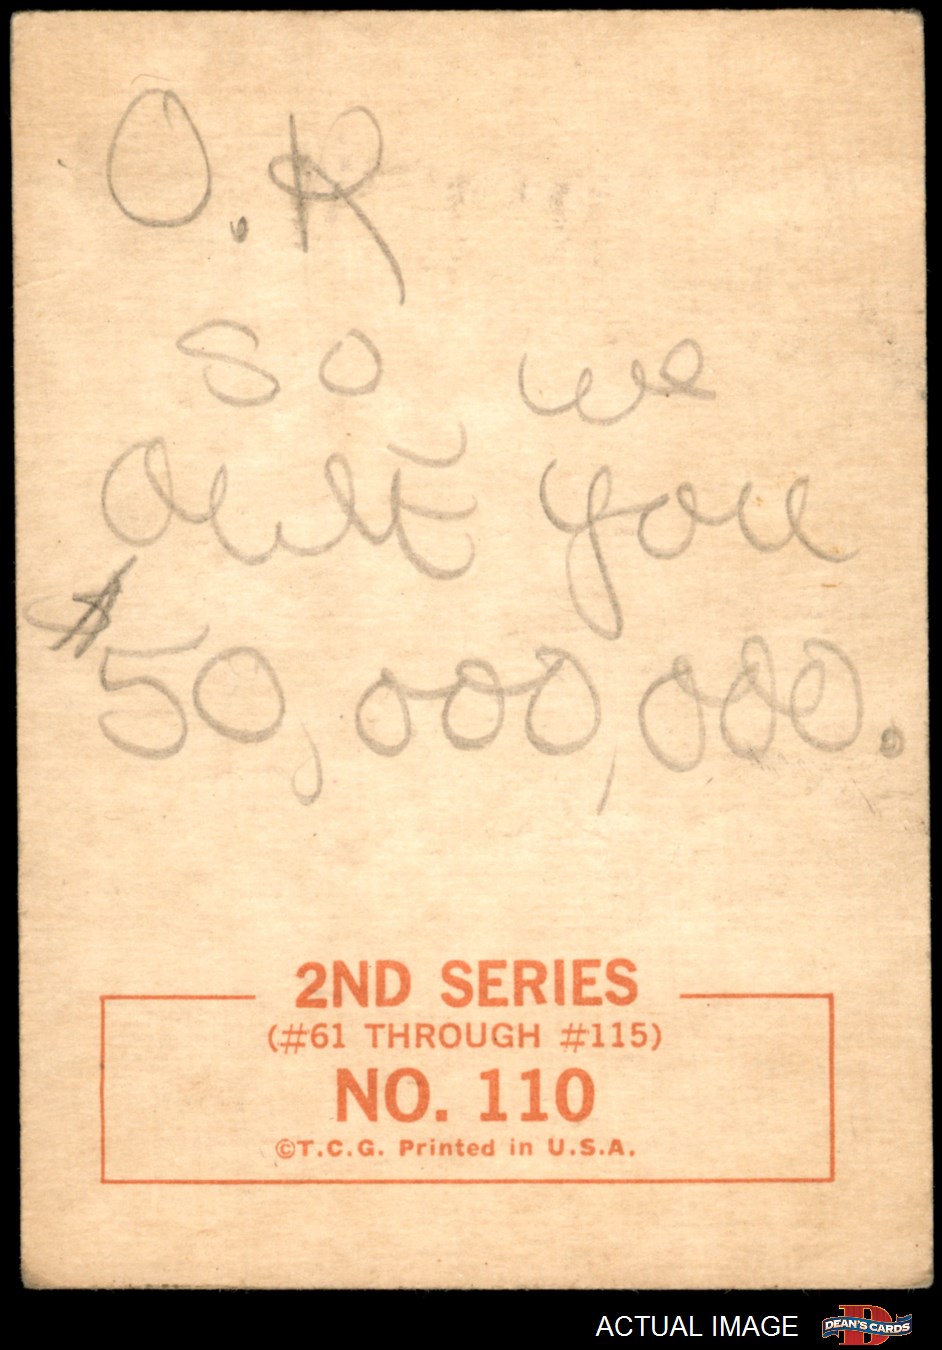 O.K
so we
you
$50,000,000.
2ND SERIES
(#61 THROUGH #115)
NO. 110
©T.C.G. Printed in U.S.A.
ACTUAL IMAGE
DEAN'S CARDS